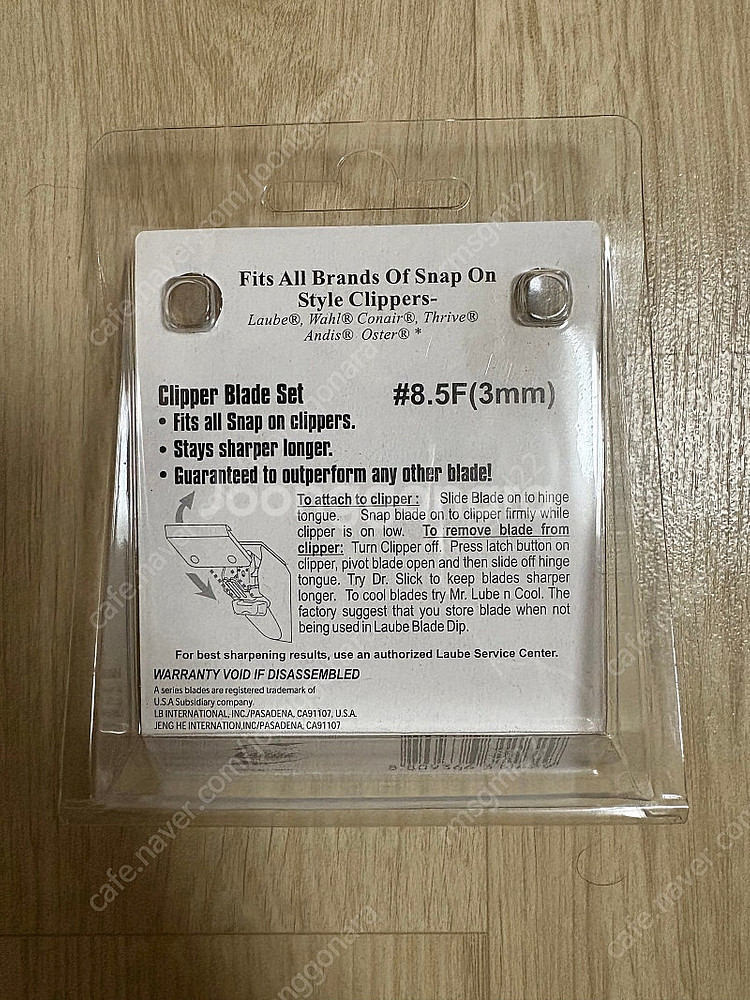 Fits All Brands Of Snap On
Style Clippers-
Laube®, Wahl® Conair®, Thrive®
Andis® Oster® *
Clipper Blade Set #8.5F(3mm)
• Fits all Snap on clippers.
• Stays sharper longer.
• Guaranteed to outperform any other blade!
To attach to clipper : Slide Blade on to hinge
tongue. Snap blade on to clipper firmly while
clipper is on low. To remove blade from
clipper: Turn Clipper off. Press latch button on
clipper, pivot blade open and then slide off hinge
tongue. Try Dr. Slick to keep blades sharper
longer. To cool blades try Mr. Lube n Cool. The
factory suggest that you store blade when not
being used in Laube Blade Dip.
For best sharpening results, use an authorized Laube Service Center.
WARRANTY VOID IF DISASSEMBLED
A series blades are registered trademark of
U.S.A Subsidiary company.
LB INTERNATIONAL, INC./PASADENA, CA91107, U.S.A.
JENG HE INTERNATION,INC/PASADENA, CA91107
cafe.naver.com/joonggonara